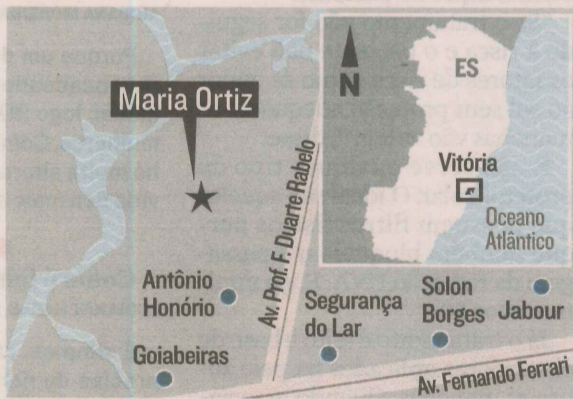 N
ES
Vitória
Oceano
Atlântico
Maria Ortiz
Av. Prof. F. Duarte Rabelo
Antônio
Honório
Goiabeiras
Segurança
do Lar
Solon
Borges
Jabour
Av. Fernando Ferrari